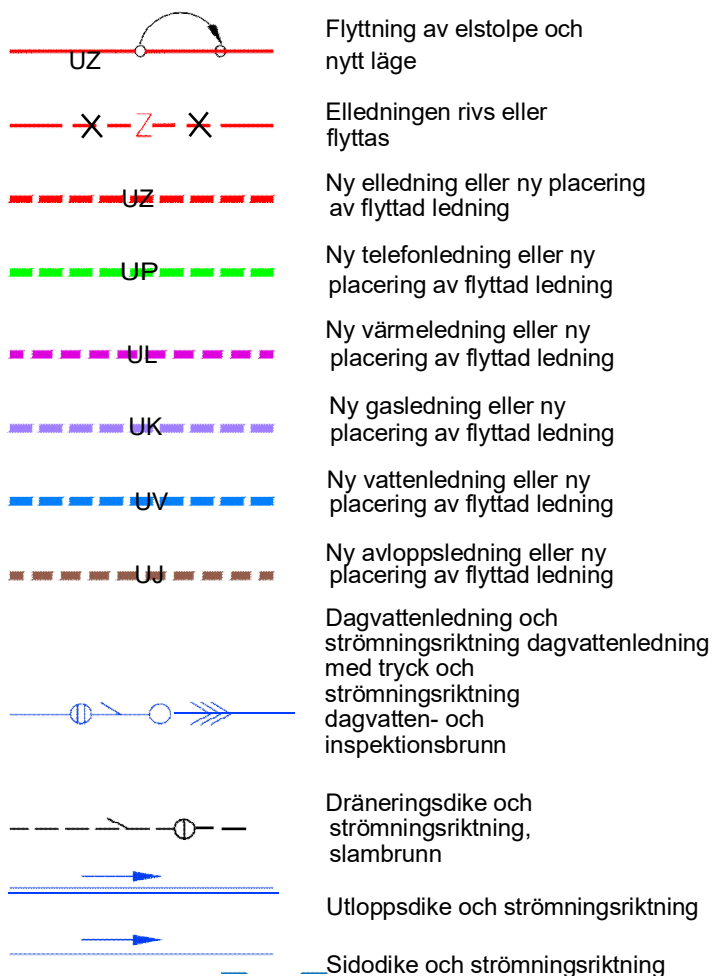 Flyttning av elstolpe och
UZ
nytt läge
Elledningen rivs eller
Z
flyttas
Ny elledning eller ny placering
UZ
av flyttad ledning
Ny telefonledning eller ny
UP
placering av flyttad ledning
Ny värmeledning eller ny
UL
placering av flyttad ledning
Ny gasledning eller ny
UK
placering av flyttad ledning
Ny vattenledning eller ny
UV
placering av flyttad ledning
Ny avloppsledning eller ny
UJ
placering av flyttad ledning
Dagvattenledning och
strömningsriktning dagvattenledning
med tryck och
strömningsriktning
dagvatten- och
inspektionsbrunn
Dräneringsdike och
strömningsriktning,
slambrunn
Utloppsdike och strömningsriktning
Sidodike och strömningsriktning